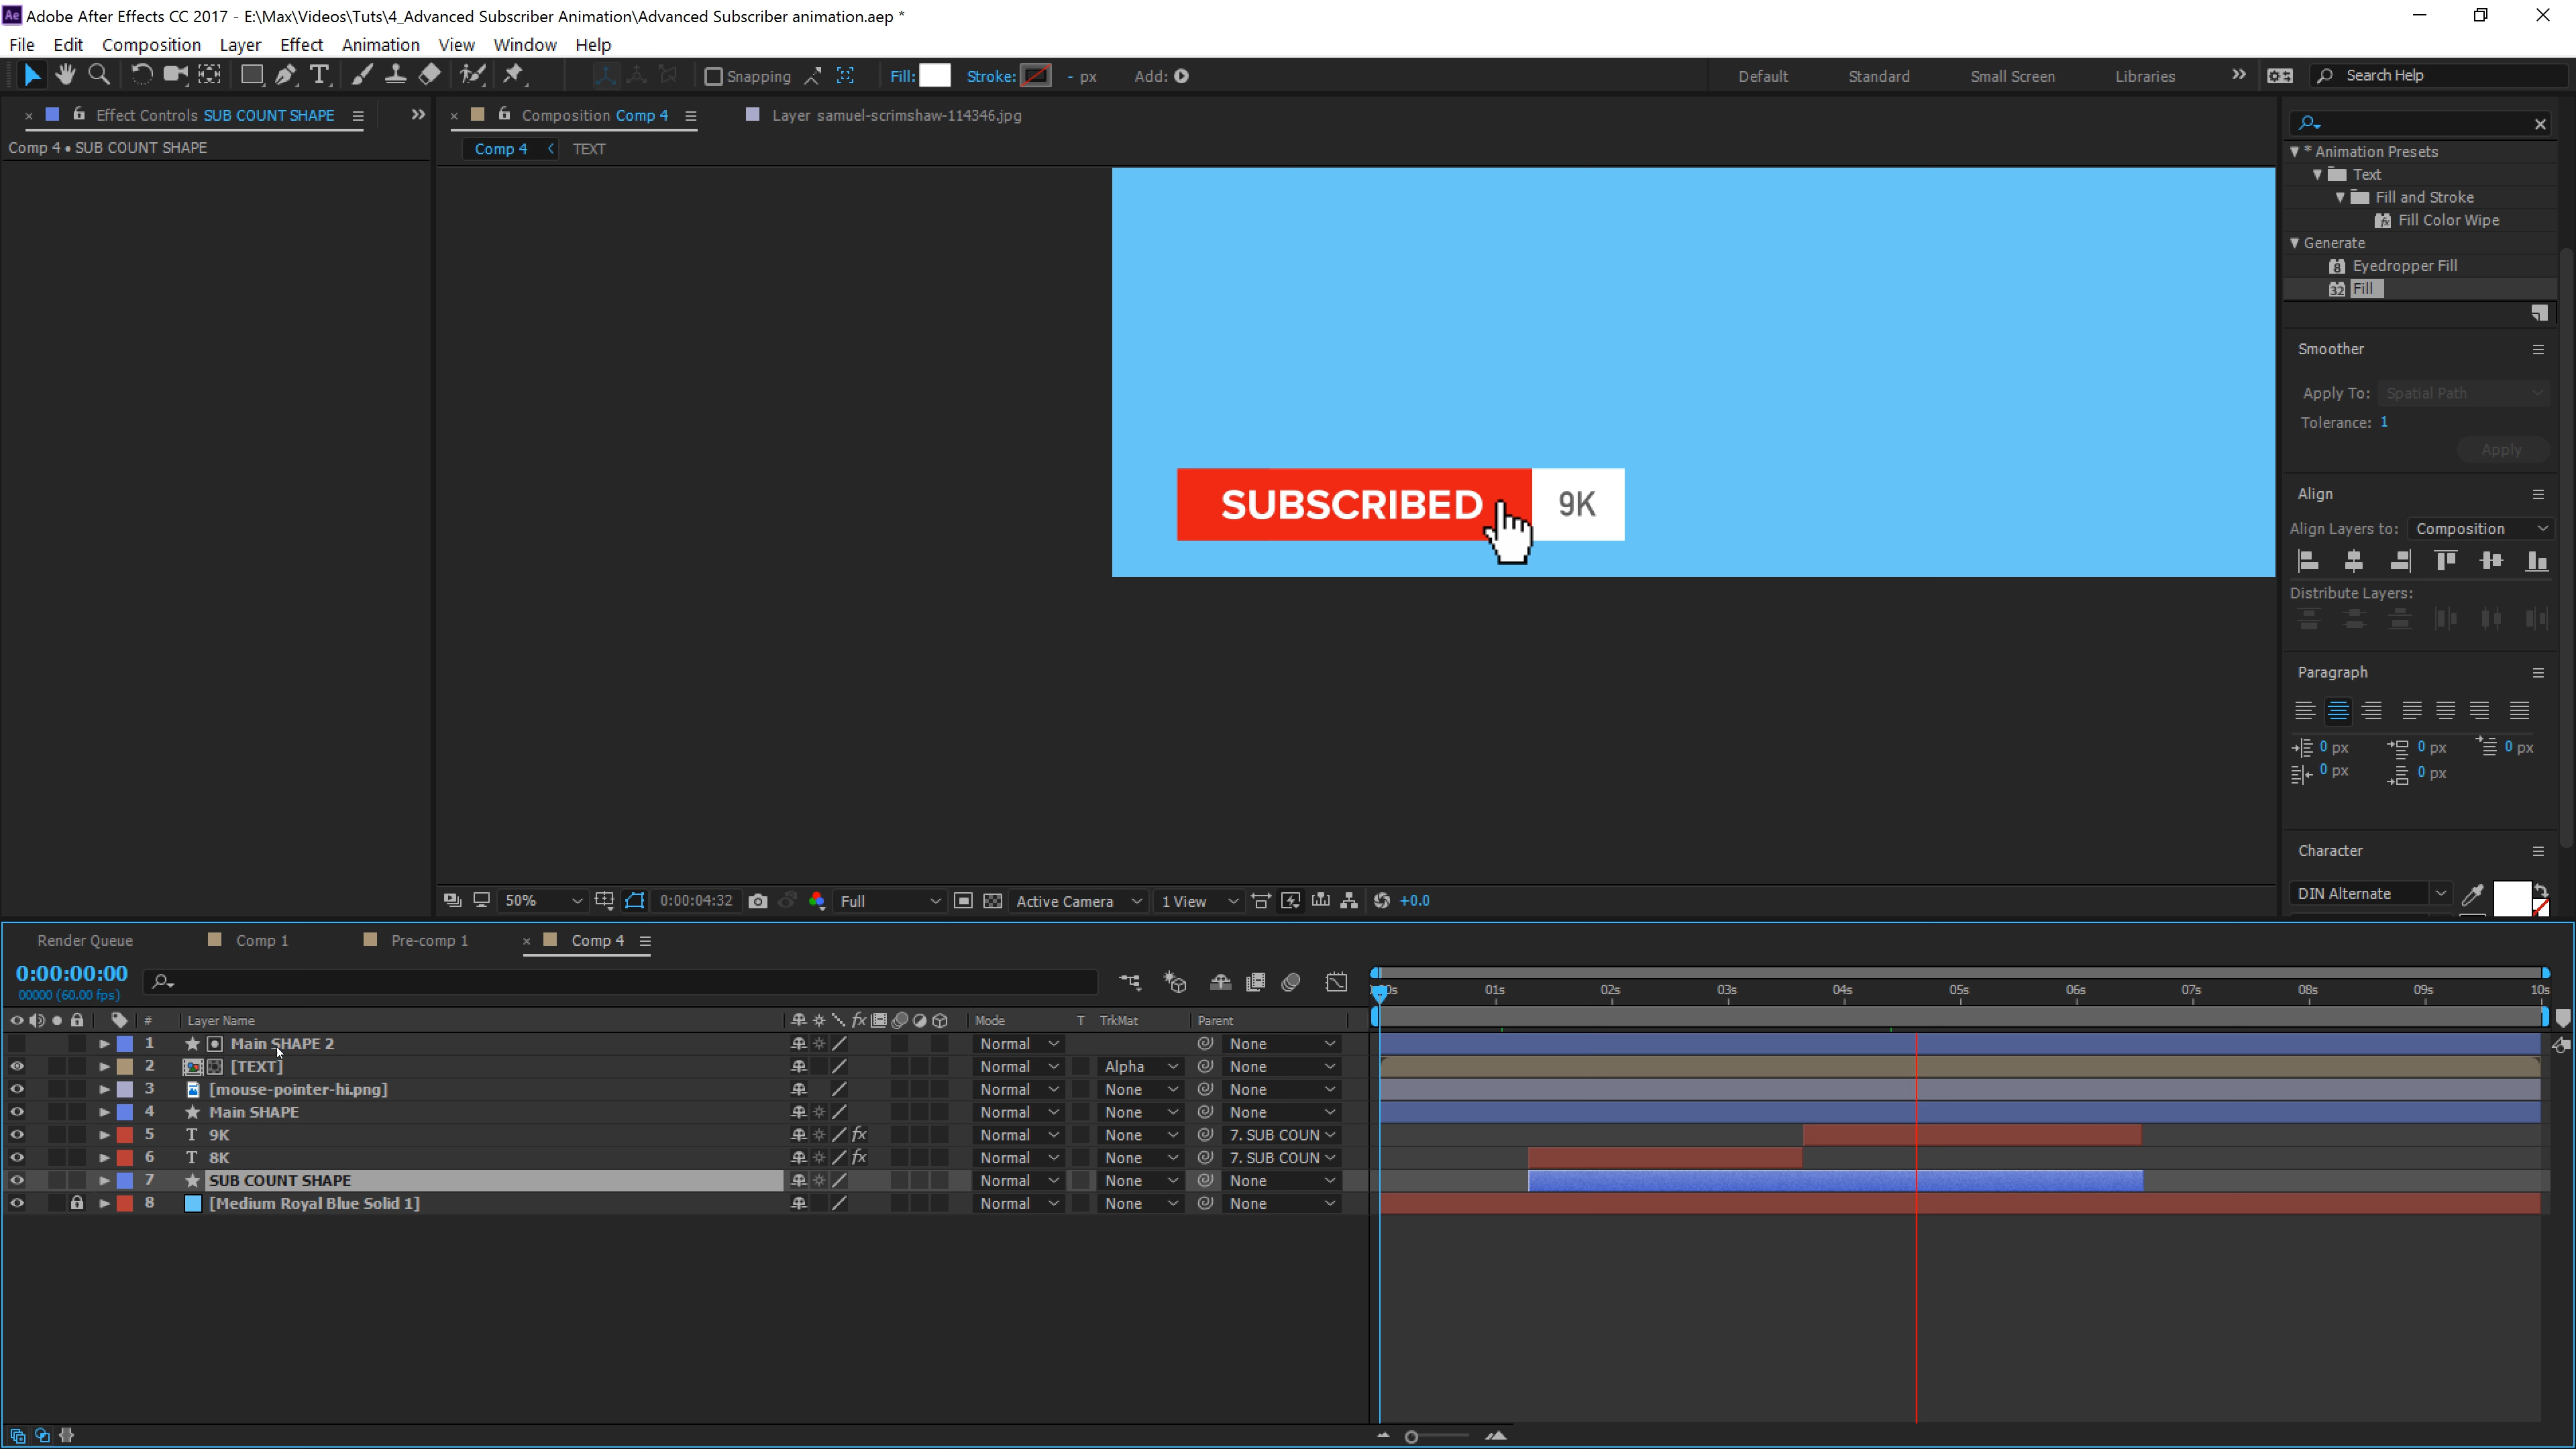 Adobe After Effects CC 2017 - E:\Max\Videos\Tuts\4_Advanced Subscriber Animation\Advanced Subscriber animation.aep *
File Edit Composition Layer Effect Animation View Window Help
Snapping Fill: Stroke: - px Add: Default Standard Small Screen Libraries Search Help
Effect Controls SUB COUNT SHAPE
Composition Comp 4
Layer samuel-scrimshaw-114346.jpg
Comp 4 • SUB COUNT SHAPE
Comp 4 TEXT
* Animation Presets
Text
Fill and Stroke
Fill Color Wipe
Generate
Eyedropper Fill
Fill
Smoother
Apply To: Spatial Path
Tolerance: 1
Apply
SUBSCRIBED 9K
Align
Align Layers to: Composition
Distribute Layers:
Paragraph
0 px 0 px 0 px
0 px 0 px
Character
DIN Alternate
50% 0:00:04:32 Full Active Camera 1 View +0.0
Render Queue Comp 1 Pre-comp 1 Comp 4
0:00:00:00
00000 (60.00 fps)
01s 02s 03s 04s 05s 06s 07s 08s 09s 10s
# Layer Name Mode T TrkMat Parent
1 Main SHAPE 2 Normal None
2 [TEXT] Normal Alpha None
3 [mouse-pointer-hi.png] Normal None None
4 Main SHAPE Normal None None
5 T 9K fx Normal None 7. SUB COUN
6 T 8K fx Normal None 7. SUB COUN
7 SUB COUNT SHAPE Normal None None
8 [Medium Royal Blue Solid 1] Normal None None